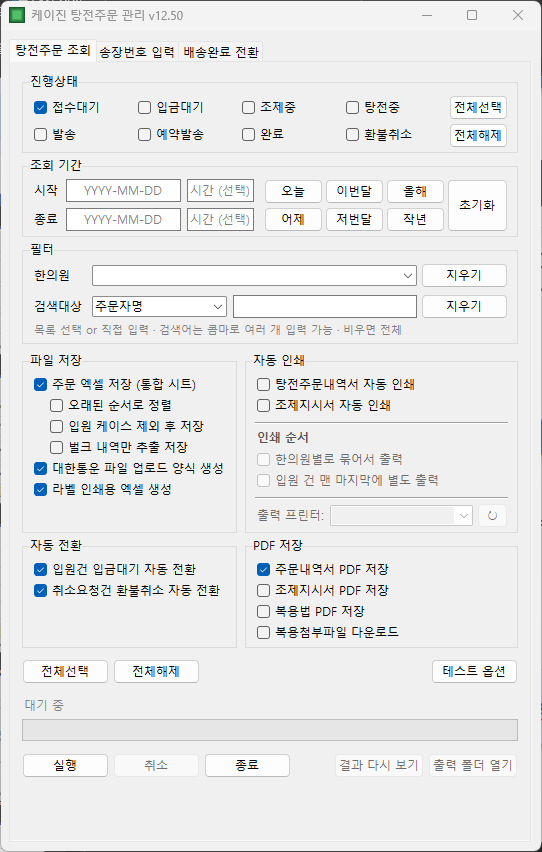 케이진 탕전주문 관리 v12.50
탕전주문 조회 송장번호 입력 배송완료 전환
진행상태
접수대기 입금대기 조제중 탕전중 전체선택
발송 예약발송 완료 환불취소 전체해제
조회 기간
시작 YYYY-MM-DD 시간 (선택) 오늘 이번달 올해 초기화
종료 YYYY-MM-DD 시간 (선택) 어제 저번달 작년
필터
한의원 지우기
검색대상 주문자명 지우기
목록 선택 or 직접 입력 · 검색어는 콤마로 여러 개 입력 가능 · 비우면 전체
파일 저장
주문 엑셀 저장 (통합 시트)
오래된 순서로 정렬
입원 케이스 제외 후 저장
벌크 내역만 추출 저장
대한통운 파일 업로드 양식 생성
라벨 인쇄용 엑셀 생성
자동 인쇄
탕전주문내역서 자동 인쇄
조제지시서 자동 인쇄
인쇄 순서
한의원별로 묶어서 출력
입원 건 맨 마지막에 별도 출력
출력 프린터: ↻
자동 전환
입원건 입금대기 자동 전환
취소요청건 환불취소 자동 전환
PDF 저장
주문내역서 PDF 저장
조제지시서 PDF 저장
복용법 PDF 저장
복용첨부파일 다운로드
전체선택 전체해제 테스트 옵션
대기 중
실행 취소 종료 결과 다시 보기 출력 폴더 열기